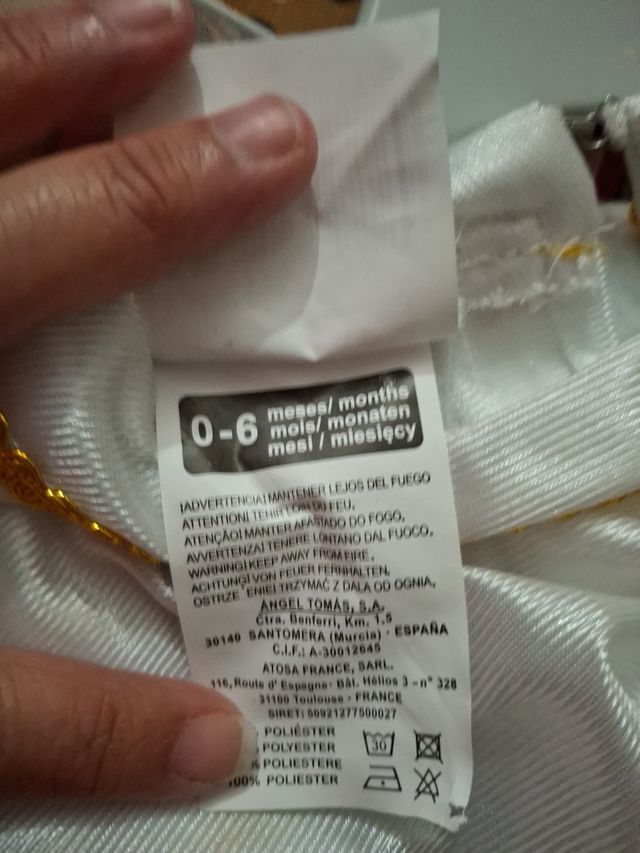 0-6
meses/ months
mois/ monaten
mesi / miesięcy
¡ADVERTENCIA! MANTENER LEJOS DEL FUEGO
ATTENTION! TENIR LOIN DU FEU.
ATENÇÃO! MANTER AFASTADO DO FOGO.
AVVERTENZA! TENERE LONTANO DAL FUOCO.
WARNING! KEEP AWAY FROM FIRE.
ACHTUNG! VON FEUER FERNHALTEN.
OSTRZE ENIE! TRZYMAĆ Z DALA OD OGNIA.
ÁNGEL TOMÁS, S.A.
Ctra. Benferri, Km. 1,5
30140 SANTOMERA (Murcia) · ESPAÑA
C.I.F.: A-30012645
ATOSA FRANCE, SARL.
116, Route d' Espagne · Bât. Hélios 3 - n° 328
31100 Toulouse · FRANCE
SIRET: 50921277500027
POLIÉSTER
POLYESTER
POLIESTERE
100% POLIESTER
30